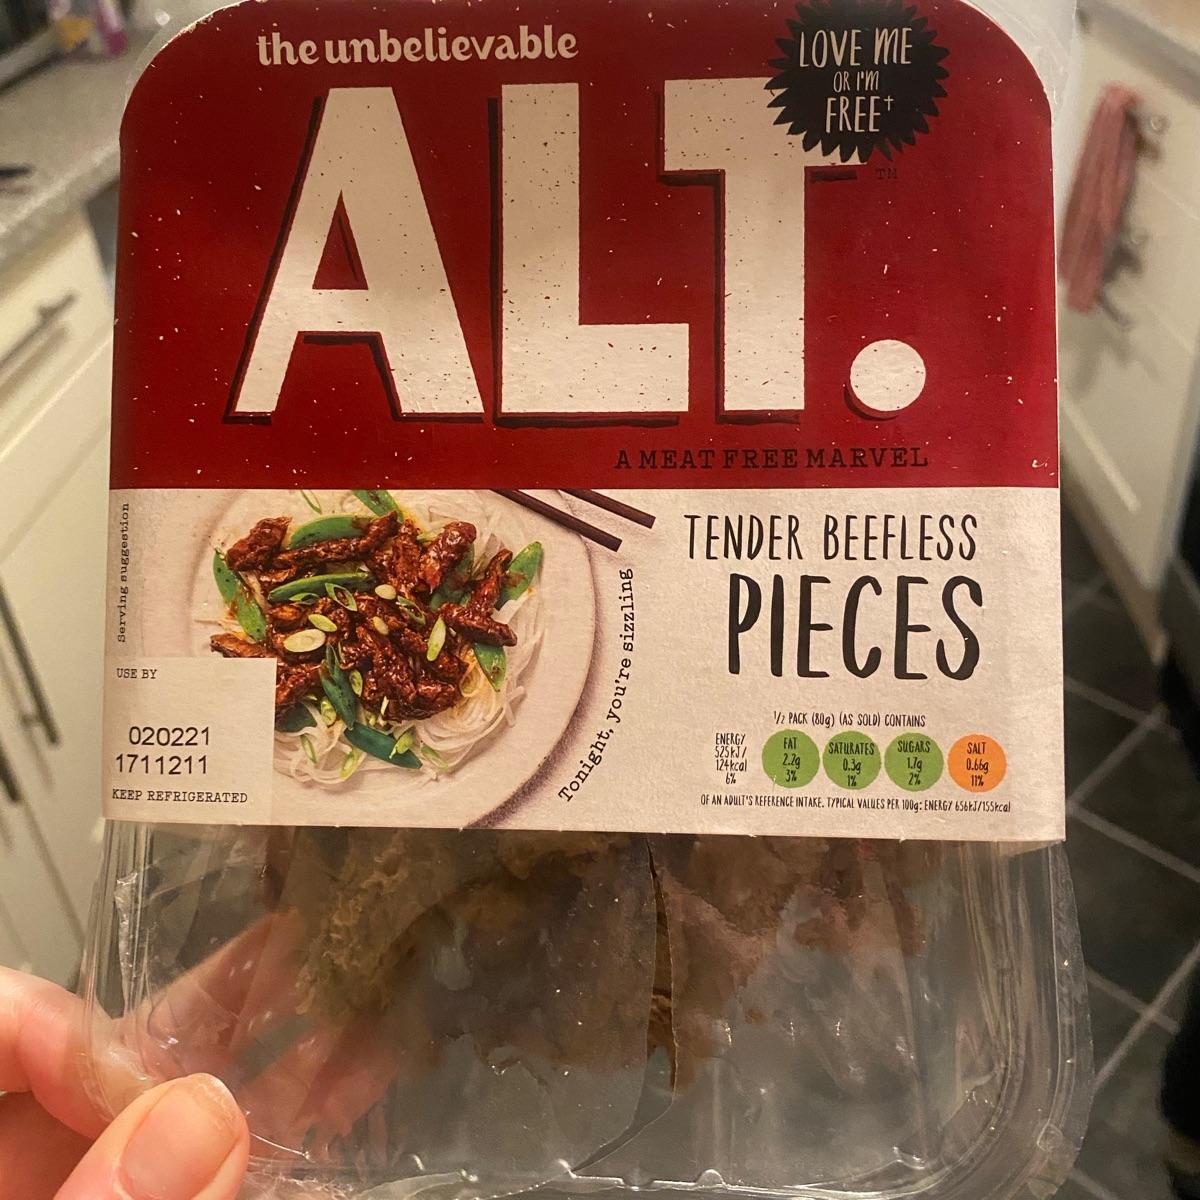 the unbelievable
ALT.
LOVE ME
OR I'M
FREE†
TM
A MEAT FREE MARVEL
Serving suggestion
Tonight, you're sizzling
TENDER BEEFLESS
PIECES
USE BY
020221
1711211
KEEP REFRIGERATED
1/2 PACK (80g) (AS SOLD) CONTAINS
ENERGY
525kJ/
124kcal
6%
FAT
2.2g
3%
SATURATES
0.3g
1%
SUGARS
1.7g
2%
SALT
0.66g
11%
OF AN ADULT'S REFERENCE INTAKE. TYPICAL VALUES PER 100g: ENERGY 656kJ/155kcal